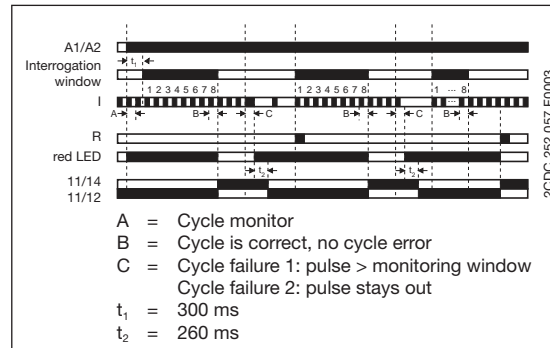 A1/A2
t1
Interrogation
window
1 2 3 4 5 6 7 8
1 2 3 4 5 6 7 8
1 ... 8
I
A B C B C B
R
red LED
t2 t2
11/14
11/12
A = Cycle monitor
B = Cycle is correct, no cycle error
C = Cycle failure 1: pulse > monitoring window
Cycle failure 2: pulse stays out
t1 = 300 ms
t2 = 260 ms
2CDC 252 057 F0003